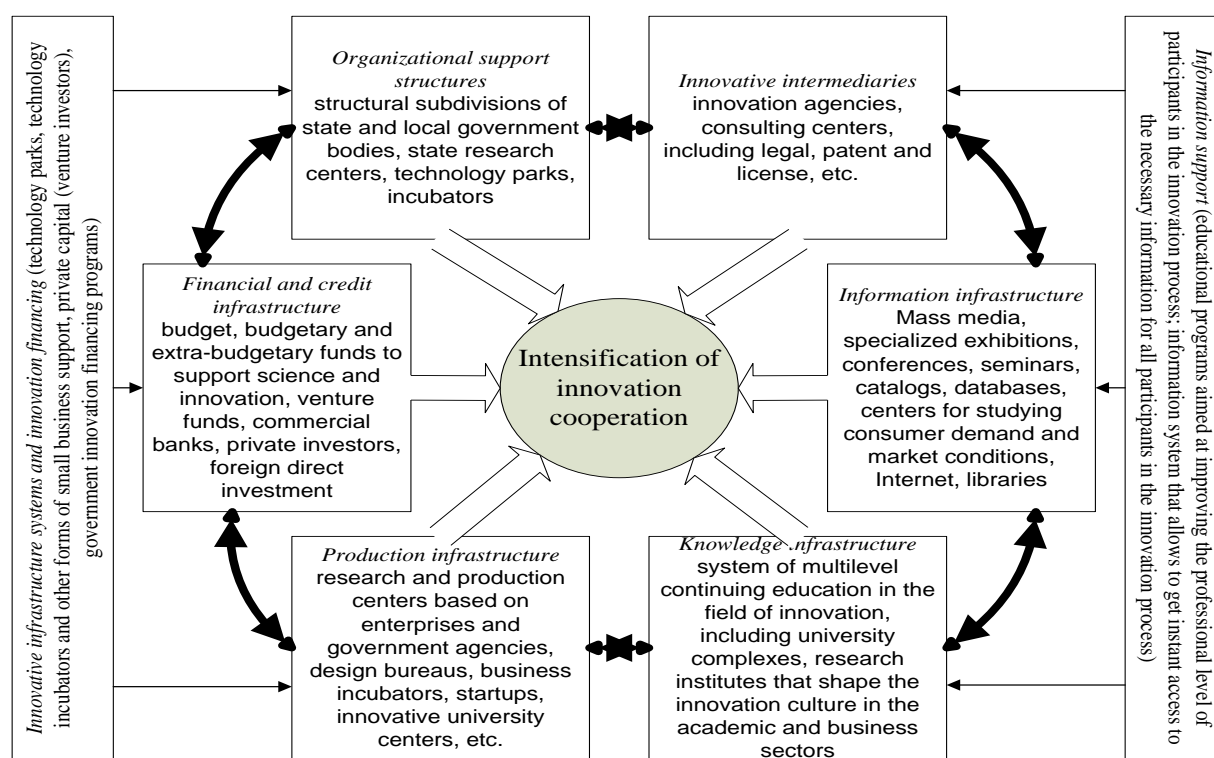 Innovative infrastructure systems and innovation financing (technology parks, technology
incubators and other forms of small business support, private capital (venture investors),
government innovation financing programs)
Organizational support
structures
structural subdivisions of
state and local government
bodies, state research
centers, technology parks,
incubators
Innovative intermediaries
innovation agencies,
consulting centers,
including legal, patent and
license, etc.
Financial and credit
infrastructure
budget, budgetary and
extra-budgetary funds to
support science and
innovation, venture
funds, commercial
banks, private investors,
foreign direct
investment
Intensification of
innovation
cooperation
Information infrastructure
Mass media,
specialized exhibitions,
conferences, seminars,
catalogs, databases,
centers for studying
consumer demand and
market conditions,
Internet, libraries
Production infrastructure
research and production
centers based on
enterprises and
government agencies,
design bureaus, business
incubators, startups,
innovative university
centers, etc.
Knowledge infrastructure
system of multilevel
continuing education in the
field of innovation,
including university
complexes, research
institutes that shape the
innovation culture in the
academic and business
sectors
Information support (educational programs aimed at improving the professional level of
participants in the innovation process; information system that allows to get instant access to
the necessary information for all participants in the innovation process)